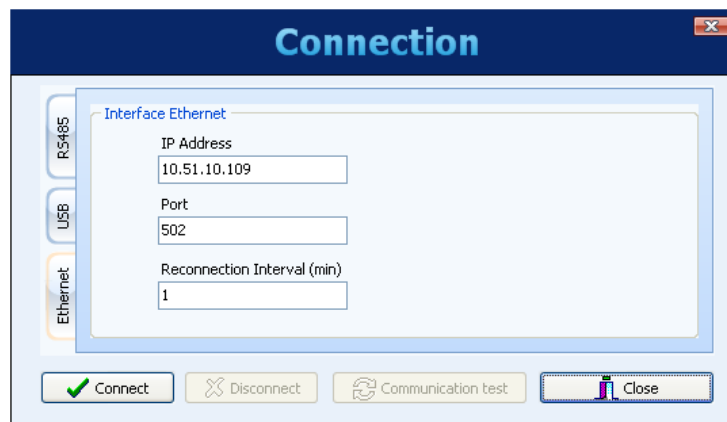 Connection
RS485
USB
Ethernet
Interface Ethernet
IP Address
10.51.10.109
Port
502
Reconnection Interval (min)
1
Connect
Disconnect
Communication test
Close